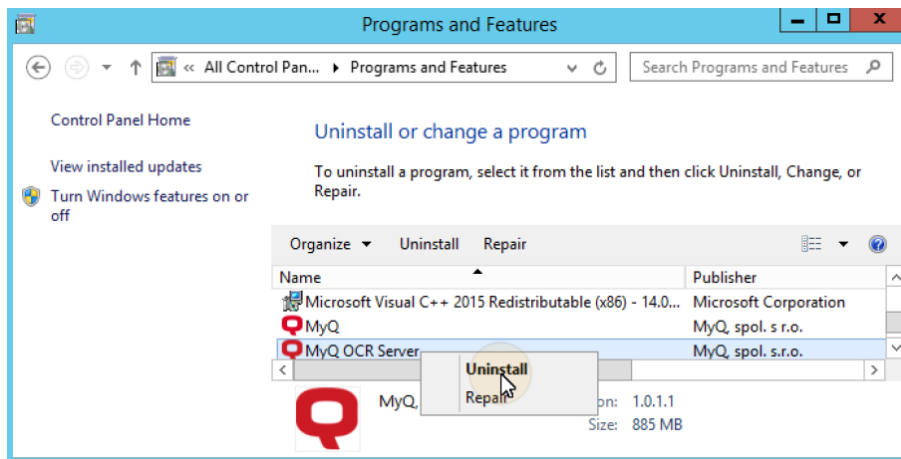 Programs and Features
x
« All Control Pan... Programs and Features
Search Programs and Features
Control Panel Home
View installed updates
Turn Windows features on or
off
Uninstall or change a program
To uninstall a program, select it from the list and then click Uninstall, Change, or
Repair.
Organize Uninstall Repair ?
Name Publisher
Microsoft Visual C++ 2015 Redistributable (x86) - 14.0... Microsoft Corporation
MyQ MyQ, spol. s r.o.
MyQ OCR Server MyQ, spol. s.r.o.
Uninstall
Repair
MyQ, on: 1.0.1.1
Size: 885 MB